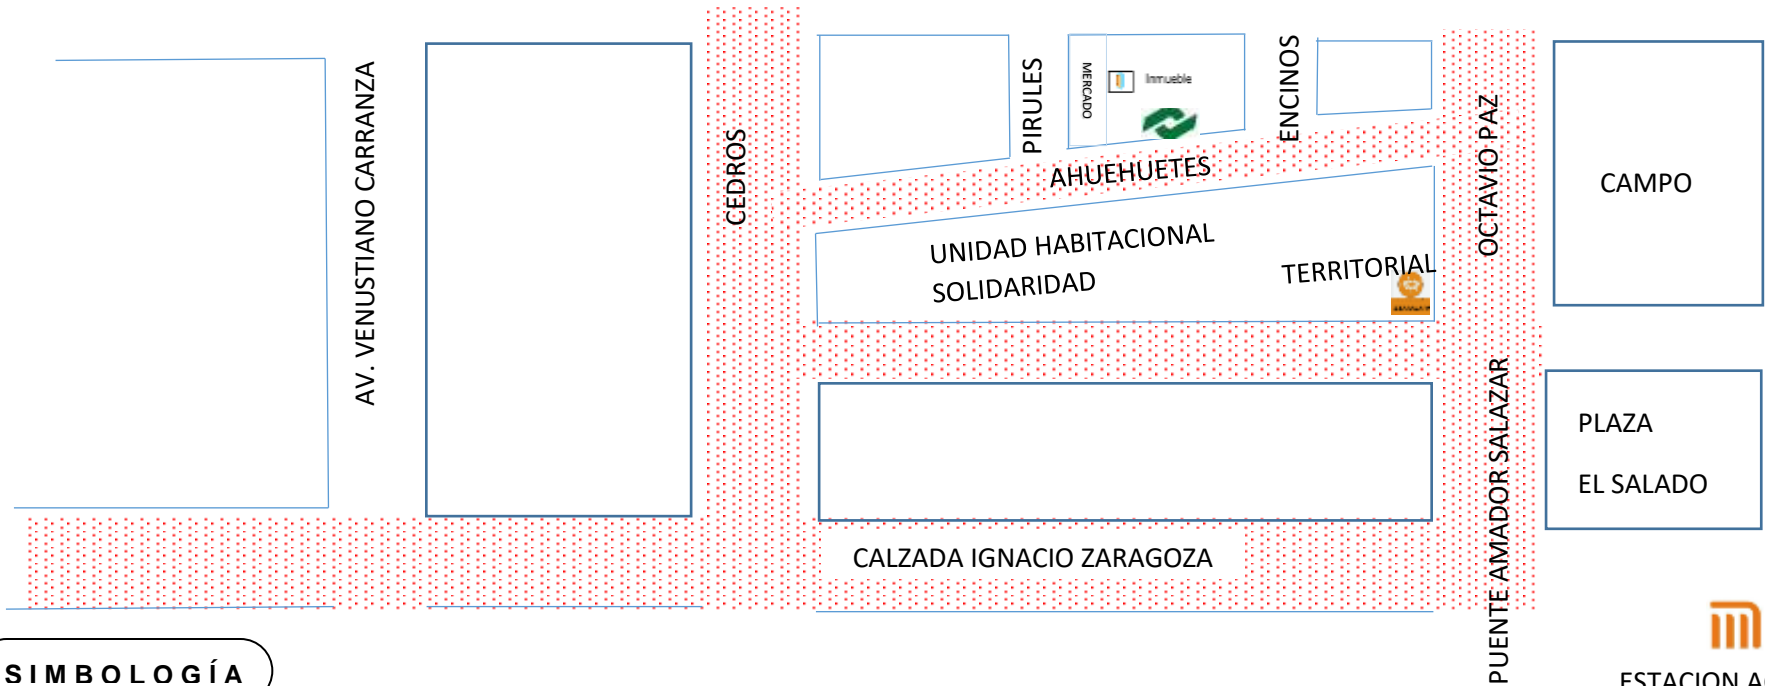 AV. VENUSTIANO CARRANZA
CEDROS
PIRULES
MERCADO
Inmueble
ENCINOS
OCTAVIO PAZ
CAMPO
AHUEHUETES
UNIDAD HABITACIONAL
SOLIDARIDAD
TERRITORIAL
PUENTE AMADOR SALAZAR
PLAZA
EL SALADO
CALZADA IGNACIO ZARAGOZA
SIMBOLOGÍA
ESTACION